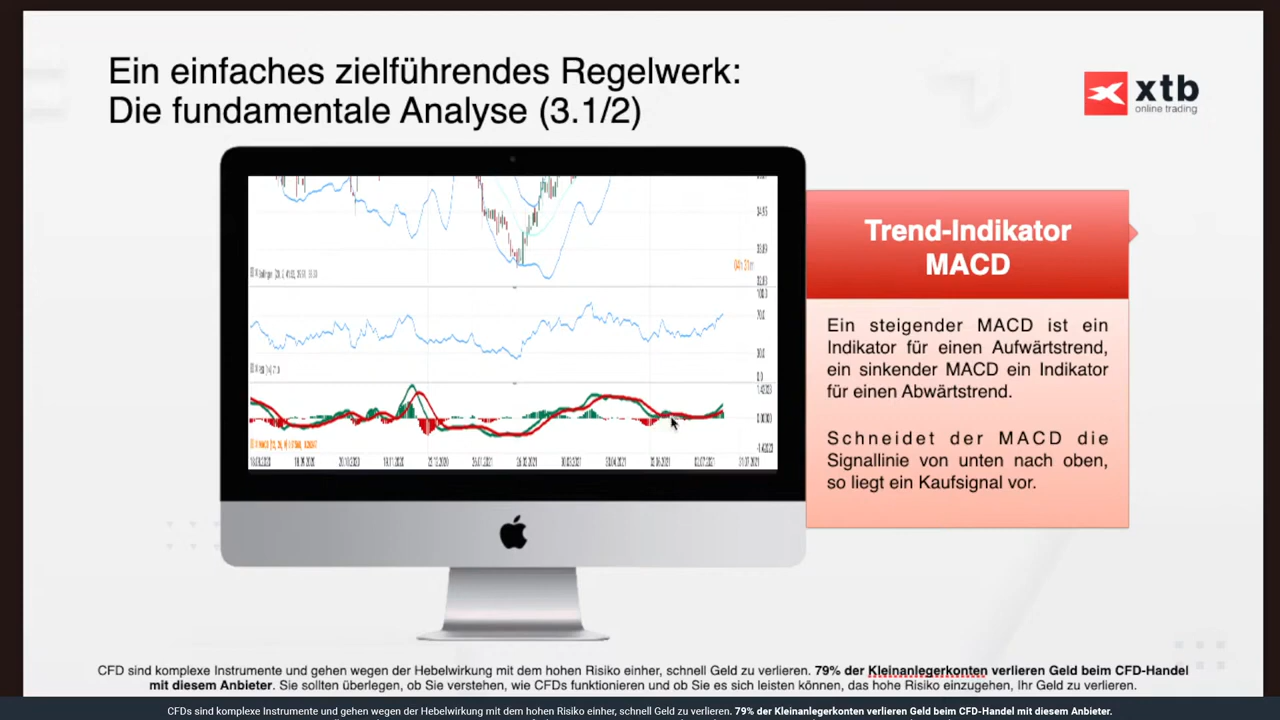 Ein einfaches zielführendes Regelwerk:
Die fundamentale Analyse (3.1/2)
xtb
online trading
Trend-Indikator
MACD
Ein steigender MACD ist ein
Indikator für einen Aufwärtstrend,
ein sinkender MACD ein Indikator
für einen Abwärtstrend.
Schneidet der MACD die
Signallinie von unten nach oben,
so liegt ein Kaufsignal vor.
CFD sind komplexe Instrumente und gehen wegen der Hebelwirkung mit dem hohen Risiko einher, schnell Geld zu verlieren. 79% der Kleinanlegerkonten verlieren Geld beim CFD-Handel
mit diesem Anbieter. Sie sollten überlegen, ob Sie verstehen, wie CFDs funktionieren und ob Sie es sich leisten können, das hohe Risiko einzugehen, Ihr Geld zu verlieren.
CFDs sind komplexe Instrumente und gehen wegen der Hebelwirkung mit dem hohen Risiko einher, schnell Geld zu verlieren. 79% der Kleinanlegerkonten verlieren Geld beim CFD-Handel mit diesem Anbieter.